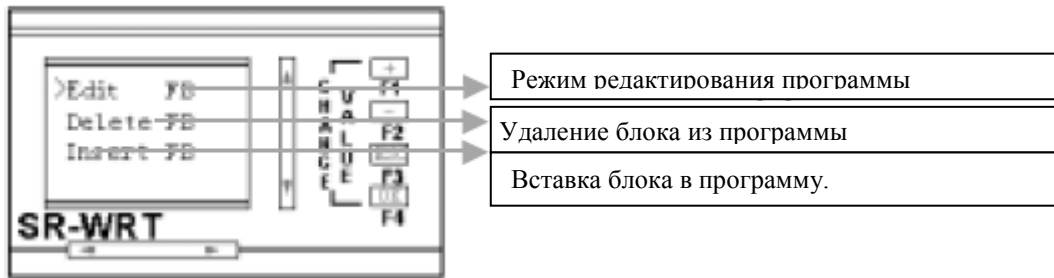 >Edit FB
Delete FB
Insert FB
CHANGE
VALUE
+
F1
-
F2
F3
OK
F4
SR-WRT
Режим редактирования программы
Удаление блока из программы
Вставка блока в программу.